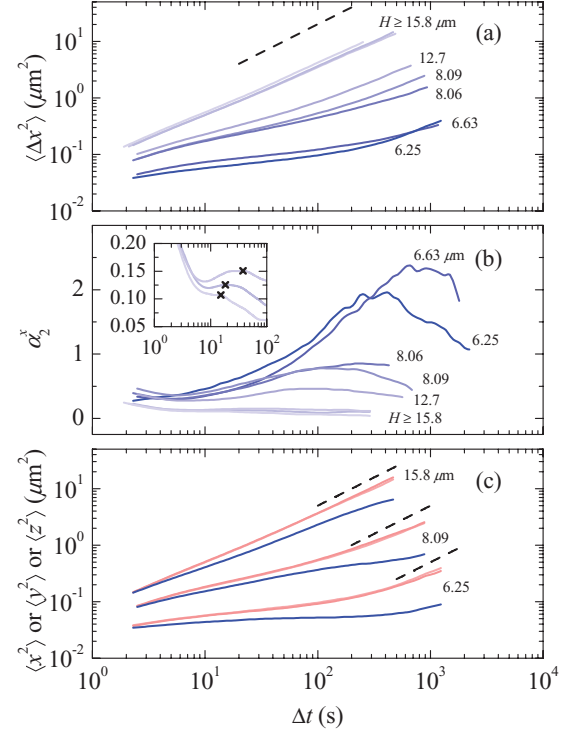 (a)
H ≥ 15.8 μm
12.7
8.09
8.06
6.63
6.25
10¹
10⁰
10⁻¹
10⁻²
⟨Δx²⟩ (μm²)
(b)
6.63 μm
6.25
8.06
8.09
12.7
H ≥ 15.8
2
1
0
α₂ˣ
0.20
0.15
0.10
0.05
10⁰ 10¹ 10²
(c)
15.8 μm
8.09
6.25
10¹
10⁰
10⁻¹
10⁻²
⟨x²⟩ or ⟨y²⟩ or ⟨z²⟩ (μm²)
10⁰ 10¹ 10² 10³ 10⁴
Δt (s)